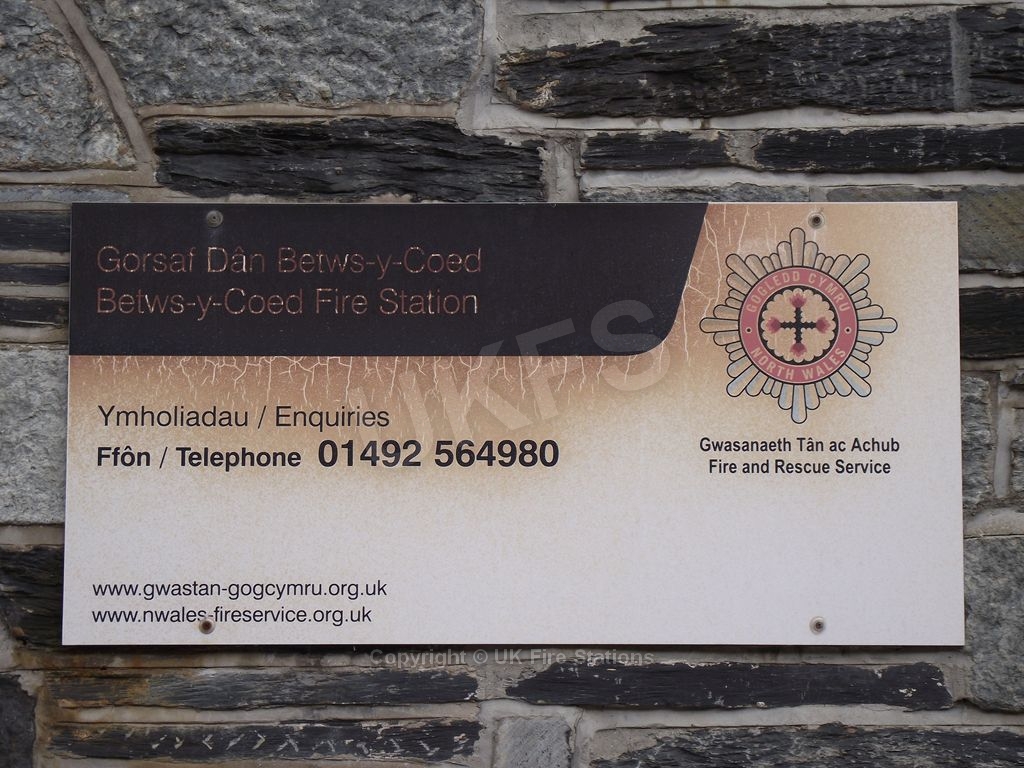 Gorsaf Dân Betws-y-Coed
Betws-y-Coed Fire Station
Ymholiadau / Enquiries
Ffôn / Telephone 01492 564980
www.gwastan-gogcymru.org.uk
www.nwales-fireservice.org.uk
GOGLEDD CYMRU
NORTH WALES
Gwasanaeth Tân ac Achub
Fire and Rescue Service
UKFS
Copyright © UK Fire Stations